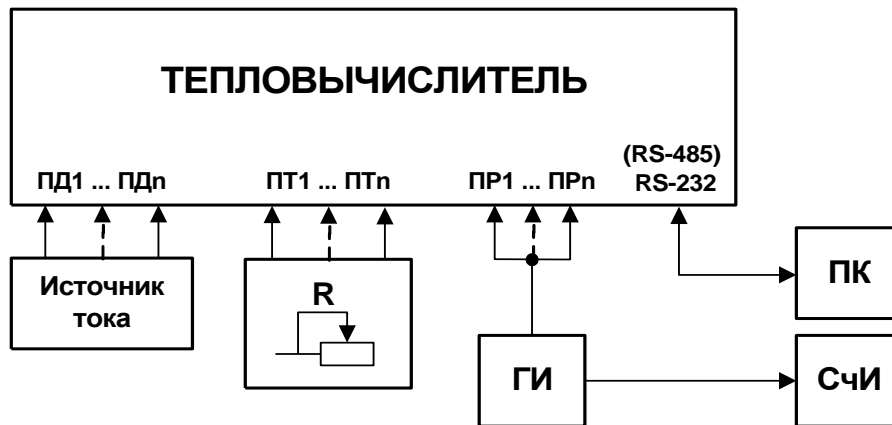 ТЕПЛОВЫЧИСЛИТЕЛЬ
(RS-485)
ПД1 ... ПДn ПТ1 ... ПТn ПР1 ... ПРn RS-232
Источник
тока
R
ПК
ГИ
СчИ